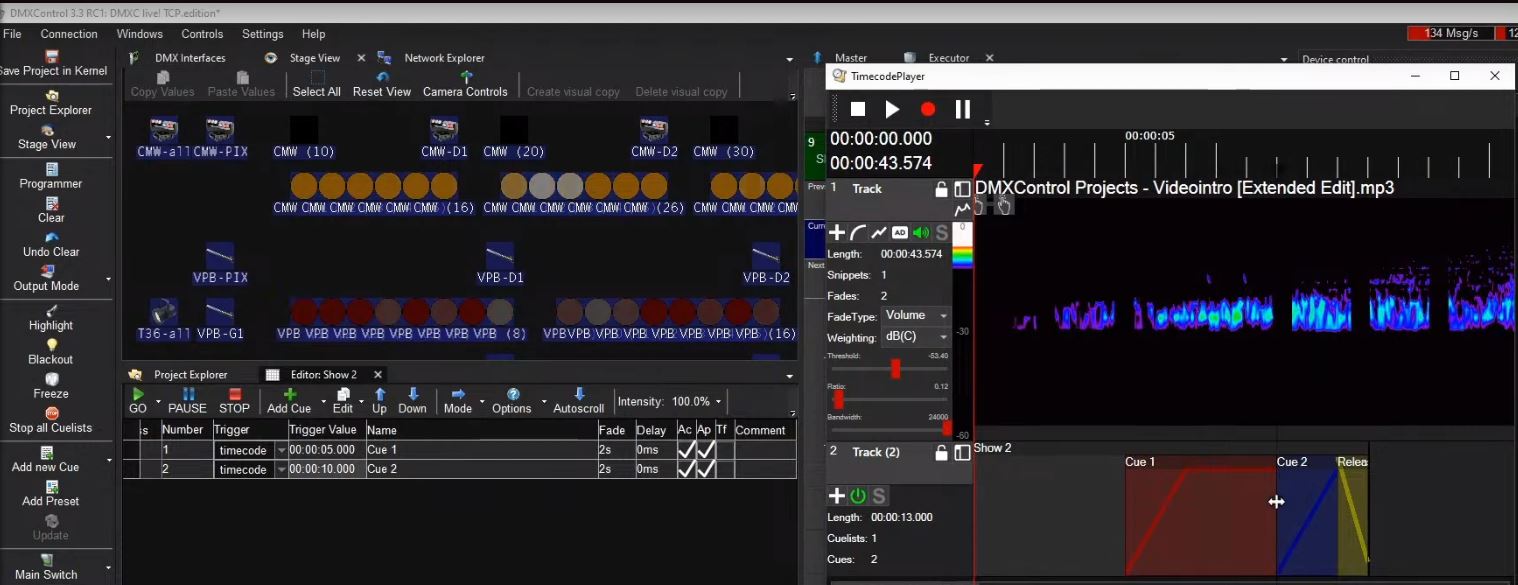 DMXControl 3.3 RC1: DMXC live! TCP.edition*
File Connection Windows Controls Settings Help
134 Msg/s
Save Project in Kernel
Project Explorer
Stage View
Programmer
Clear
Undo Clear
Output Mode
Highlight
Blackout
Freeze
Stop all Cuelists
Add new Cue
Add Preset
Update
Main Switch
DMX Interfaces Stage View Network Explorer
Copy Values Paste Values Select All Reset View Camera Controls Create visual copy Delete visual copy
CMW-all CMW-PIX CMW (10) CMW-D1 CMW (20) CMW-D2 CMW (30)
CMW CMW CMW CMW CMW (16) CMW CMW CMW CMW CMW (26) CMW CMW CMW CMW
VPB-PIX VPB-D1 VPB-D2
T36-all VPB-G1 VPB VPB VPB VPB VPB VPB VPB (8) VPB VPB VPB VPB VPB VPB VPB (16)
Project Explorer Editor: Show 2
GO PAUSE STOP Add Cue Edit Up Down Mode Options Autoscroll Intensity: 100.0%
Number Trigger Trigger Value Name Fade Delay Ac Ap Tf Comment
1 timecode 00:00:05.000 Cue 1 2s 0ms
2 timecode 00:00:10.000 Cue 2 2s 0ms
Master Executor Device control
9
TimecodePlayer
00:00:00.000
00:00:43.574
00:00:05
1 Track
DMXControl Projects - Videointro [Extended Edit].mp3
AD S 0
Length: 00:00:43.574
Snippets: 1
Fades: 2
FadeType: Volume
Weighting: dB(C)
-30
Threshold: -53.40
Ratio: 0.12
Bandwidth: 24000
-60
2 Track (2)
Show 2
Cue 1 Cue 2 Relea
S
Length: 00:00:13.000
Cuelists: 1
Cues: 2